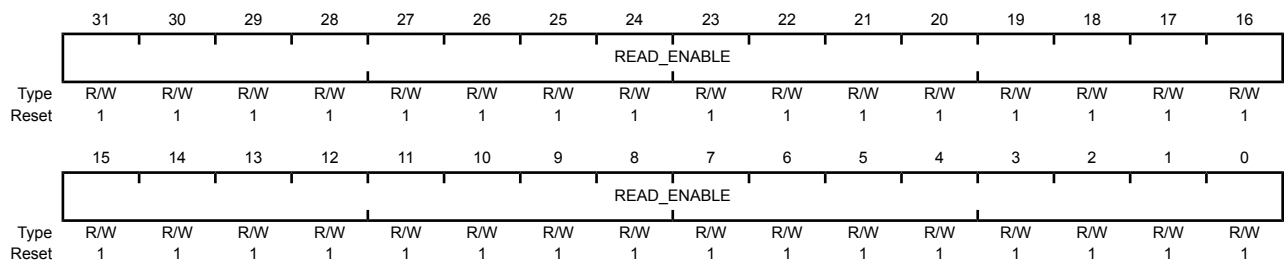 31 30 29 28 27 26 25 24 23 22 21 20 19 18 17 16
READ_ENABLE
Type R/W R/W R/W R/W R/W R/W R/W R/W R/W R/W R/W R/W R/W R/W R/W R/W
Reset 1 1 1 1 1 1 1 1 1 1 1 1 1 1 1 1
15 14 13 12 11 10 9 8 7 6 5 4 3 2 1 0
READ_ENABLE
Type R/W R/W R/W R/W R/W R/W R/W R/W R/W R/W R/W R/W R/W R/W R/W R/W
Reset 1 1 1 1 1 1 1 1 1 1 1 1 1 1 1 1